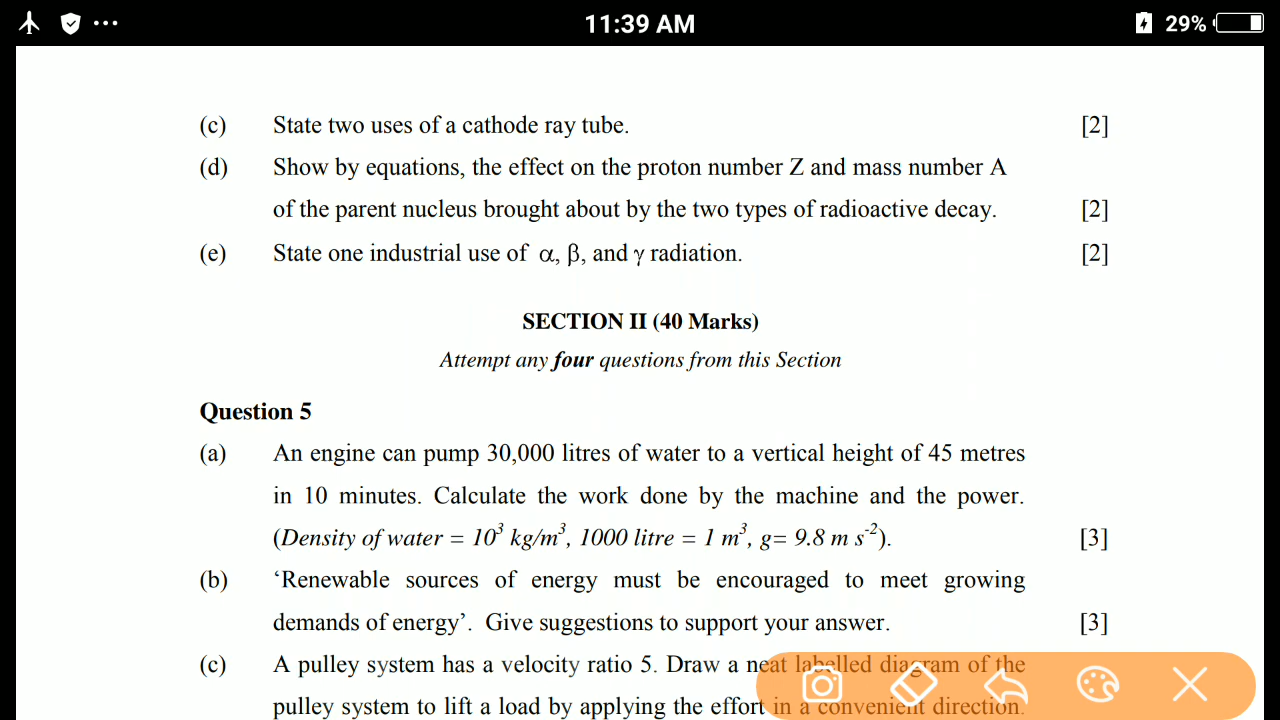 11:39 AM
29%
(c) State two uses of a cathode ray tube. [2]
(d) Show by equations, the effect on the proton number Z and mass number A
of the parent nucleus brought about by the two types of radioactive decay. [2]
(e) State one industrial use of α, β, and γ radiation. [2]
SECTION II (40 Marks)
Attempt any four questions from this Section
Question 5
(a) An engine can pump 30,000 litres of water to a vertical height of 45 metres
in 10 minutes. Calculate the work done by the machine and the power.
(Density of water = 10³ kg/m³, 1000 litre = 1 m³, g= 9.8 m s⁻²). [3]
(b) ‘Renewable sources of energy must be encouraged to meet growing
demands of energy’. Give suggestions to support your answer. [3]
(c) A pulley system has a velocity ratio 5. Draw a neat labelled diagram of the
pulley system to lift a load by applying the effort in a convenient direction.